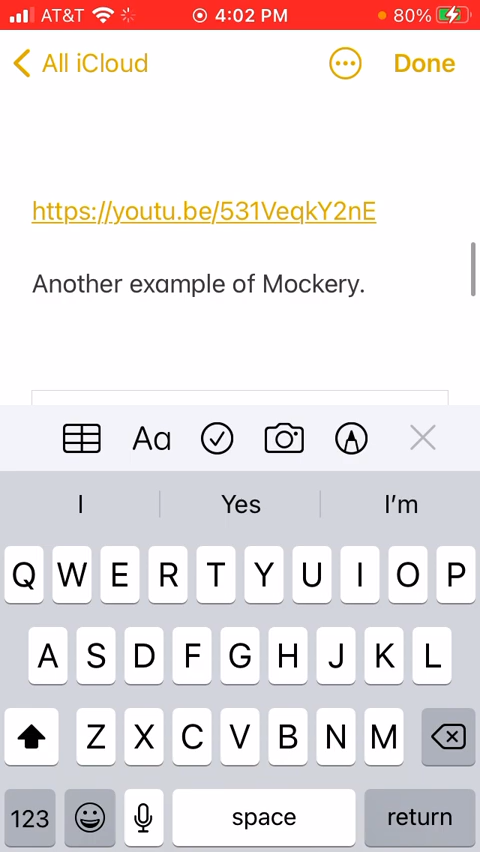 AT&T 4:02 PM 80%
All iCloud Done
https://youtu.be/531VeqkY2nE
Another example of Mockery.
Aa
I Yes I’m
Q W E R T Y U I O P
A S D F G H J K L
Z X C V B N M
123 space return